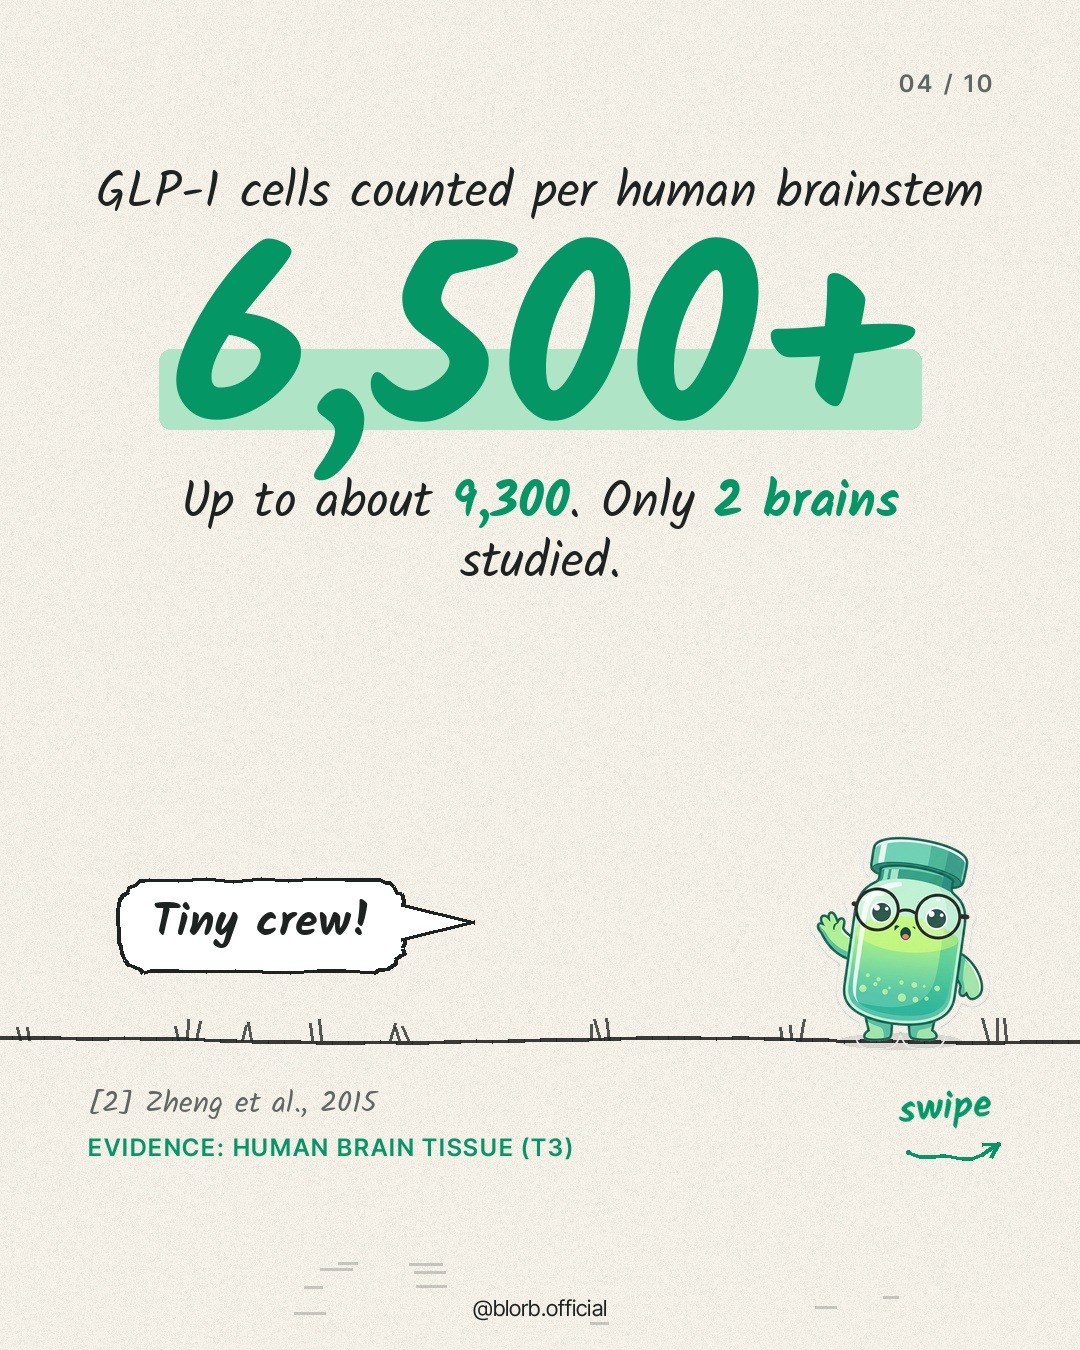 04 / 10
GLP-1 cells counted per human brainstem
6,500+
Up to about 9,300. Only 2 brains
studied.
Tiny crew!
[2] Zheng et al., 2015
EVIDENCE: HUMAN BRAIN TISSUE (T3)
swipe
@blorb.official